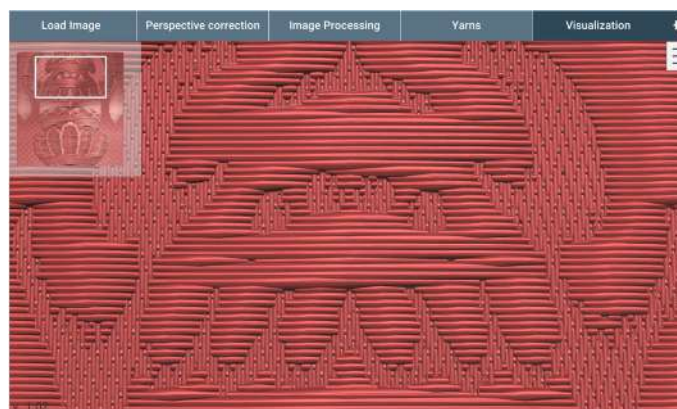 Load Image
Perspective correction
Image Processing
Yarns
Visualization